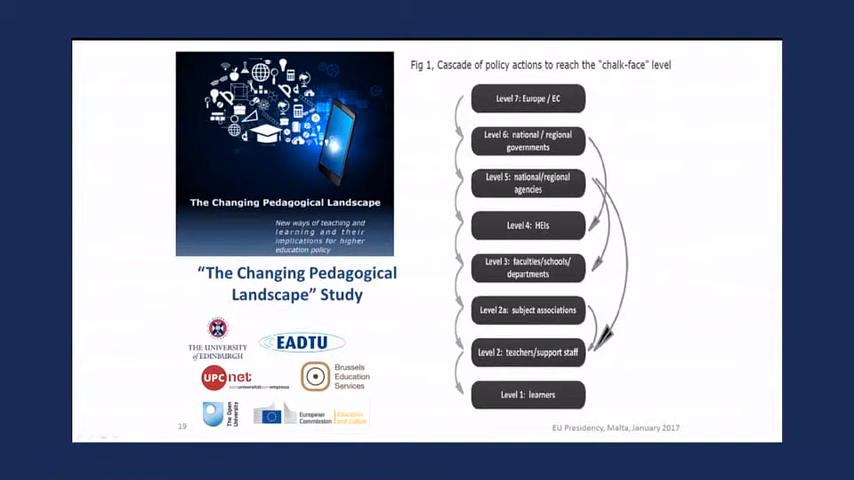 The Changing Pedagogical Landscape
New ways of teaching and
learning and their
implications for higher
education policy
“The Changing Pedagogical
Landscape” Study
THE UNIVERSITY
of EDINBURGH
EADTU
UPCnet
Brussels
Education
Services
The Open
University
European
Commission
Education
and Culture
19
Fig 1, Cascade of policy actions to reach the “chalk-face” level
Level 7: Europe / EC
Level 6: national / regional
governments
Level 5: national/regional
agencies
Level 4: HEIs
Level 3: faculties/schools/
departments
Level 2a: subject associations
Level 2: teachers/support staff
Level 1: learners
EU Presidency, Malta, January 2017